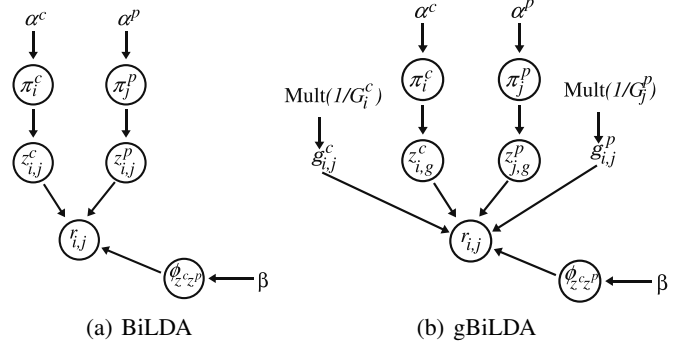 α^c α^p
π_i^c π_j^p
z_{i,j}^c z_{i,j}^p
r_{i,j}
ϕ_{z^c z^p} β
(a) BiLDA
α^c α^p
Mult(1/G_i^c) π_i^c π_j^p Mult(1/G_j^p)
g_{i,j}^c z_{i,g}^c z_{j,g}^p g_{i,j}^p
r_{i,j}
ϕ_{z^c z^p} β
(b) gBiLDA